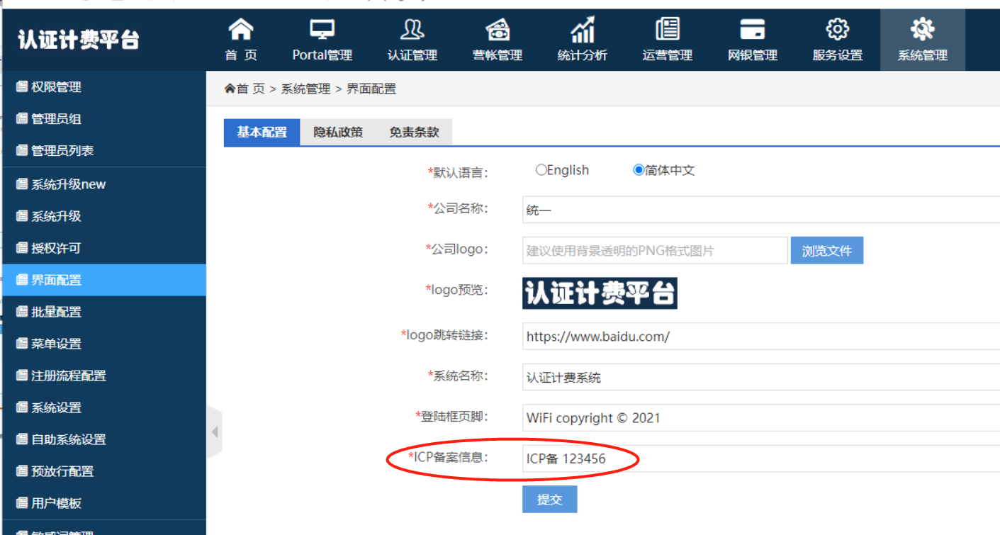 认证计费平台
首 页
Portal管理
认证管理
营帐管理
统计分析
运营管理
网银管理
服务设置
系统管理
权限管理
管理员组
管理员列表
系统升级new
系统升级
授权许可
界面配置
批量配置
菜单设置
注册流程配置
系统设置
自助系统设置
预放行配置
用户模板
敏感词管理
首 页 > 系统管理 > 界面配置
基本配置 隐私政策 免责条款
*默认语言: English 简体中文
*公司名称: 统一
*公司logo: 建议使用背景透明的PNG格式图片 浏览文件
*logo预览: 认证计费平台
*logo跳转链接: https://www.baidu.com/
*系统名称: 认证计费系统
*登陆框页脚: WiFi copyright © 2021
*ICP备案信息: ICP备 123456
提交